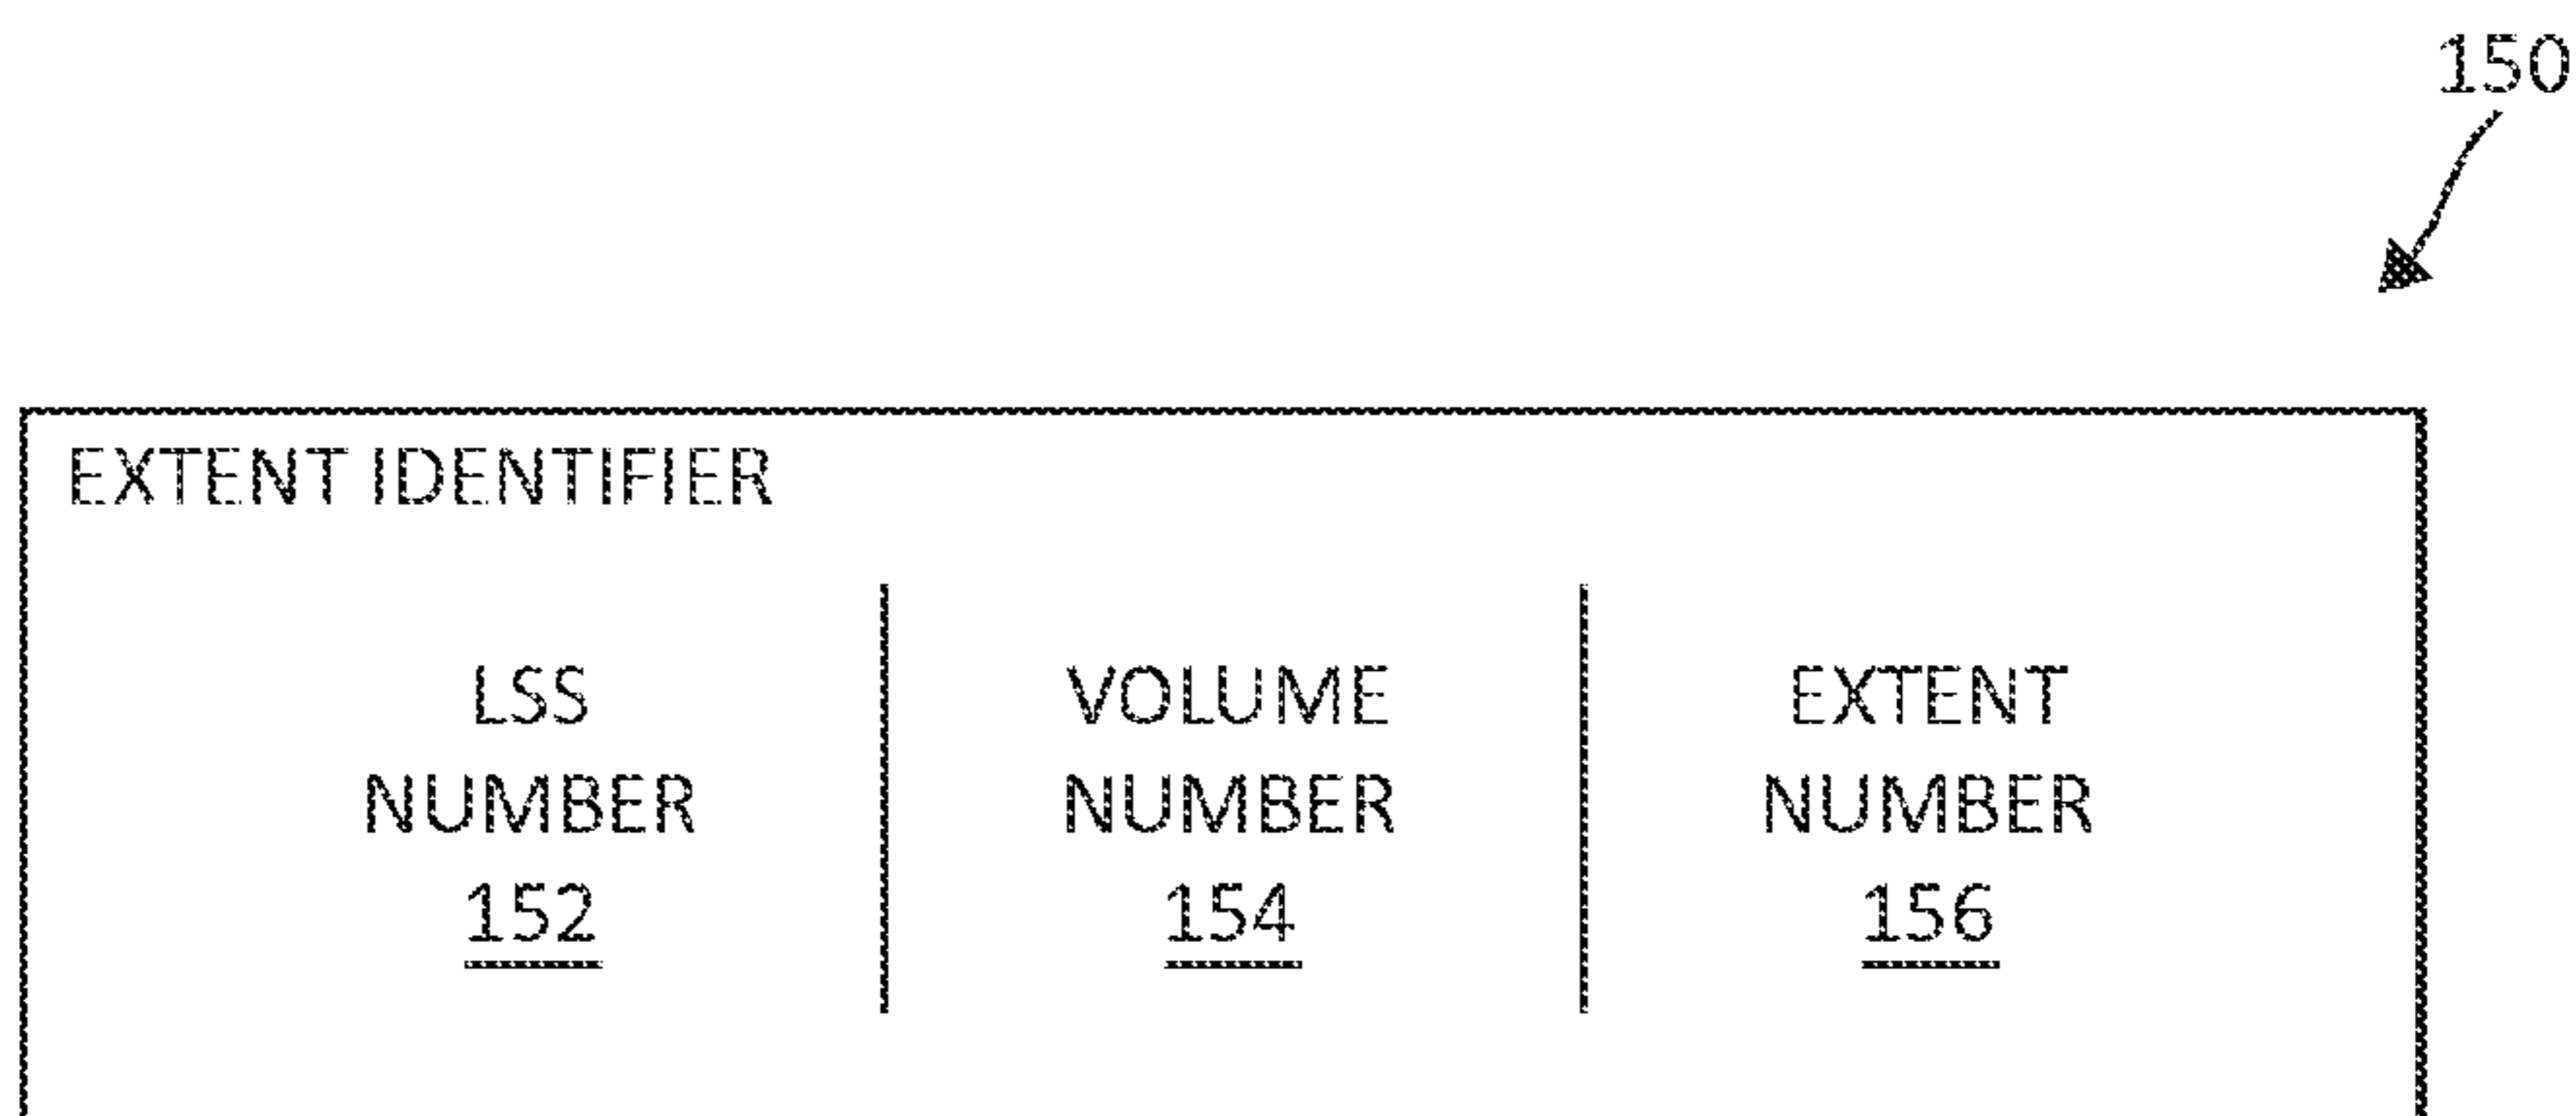 150
EXTENT IDENTIFIER
LSS NUMBER 152
VOLUME NUMBER 154
EXTENT NUMBER 156